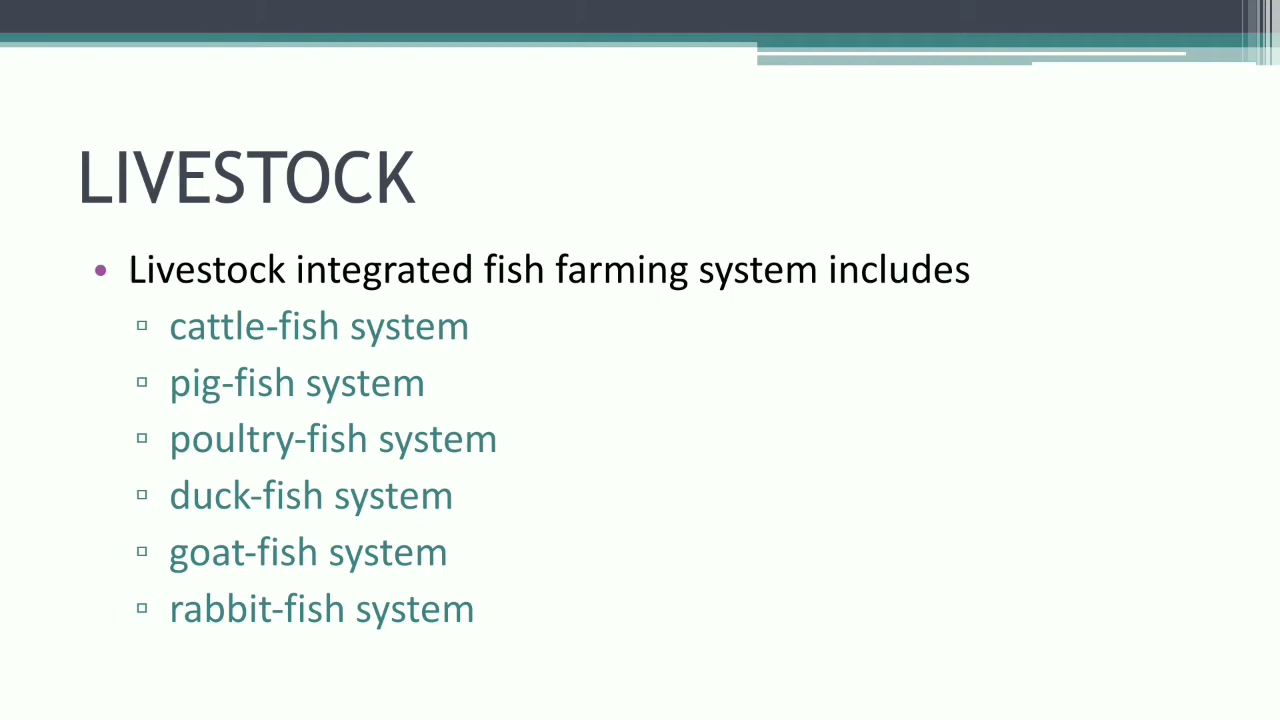 LIVESTOCK
• Livestock integrated fish farming system includes
▫ cattle-fish system
▫ pig-fish system
▫ poultry-fish system
▫ duck-fish system
▫ goat-fish system
▫ rabbit-fish system